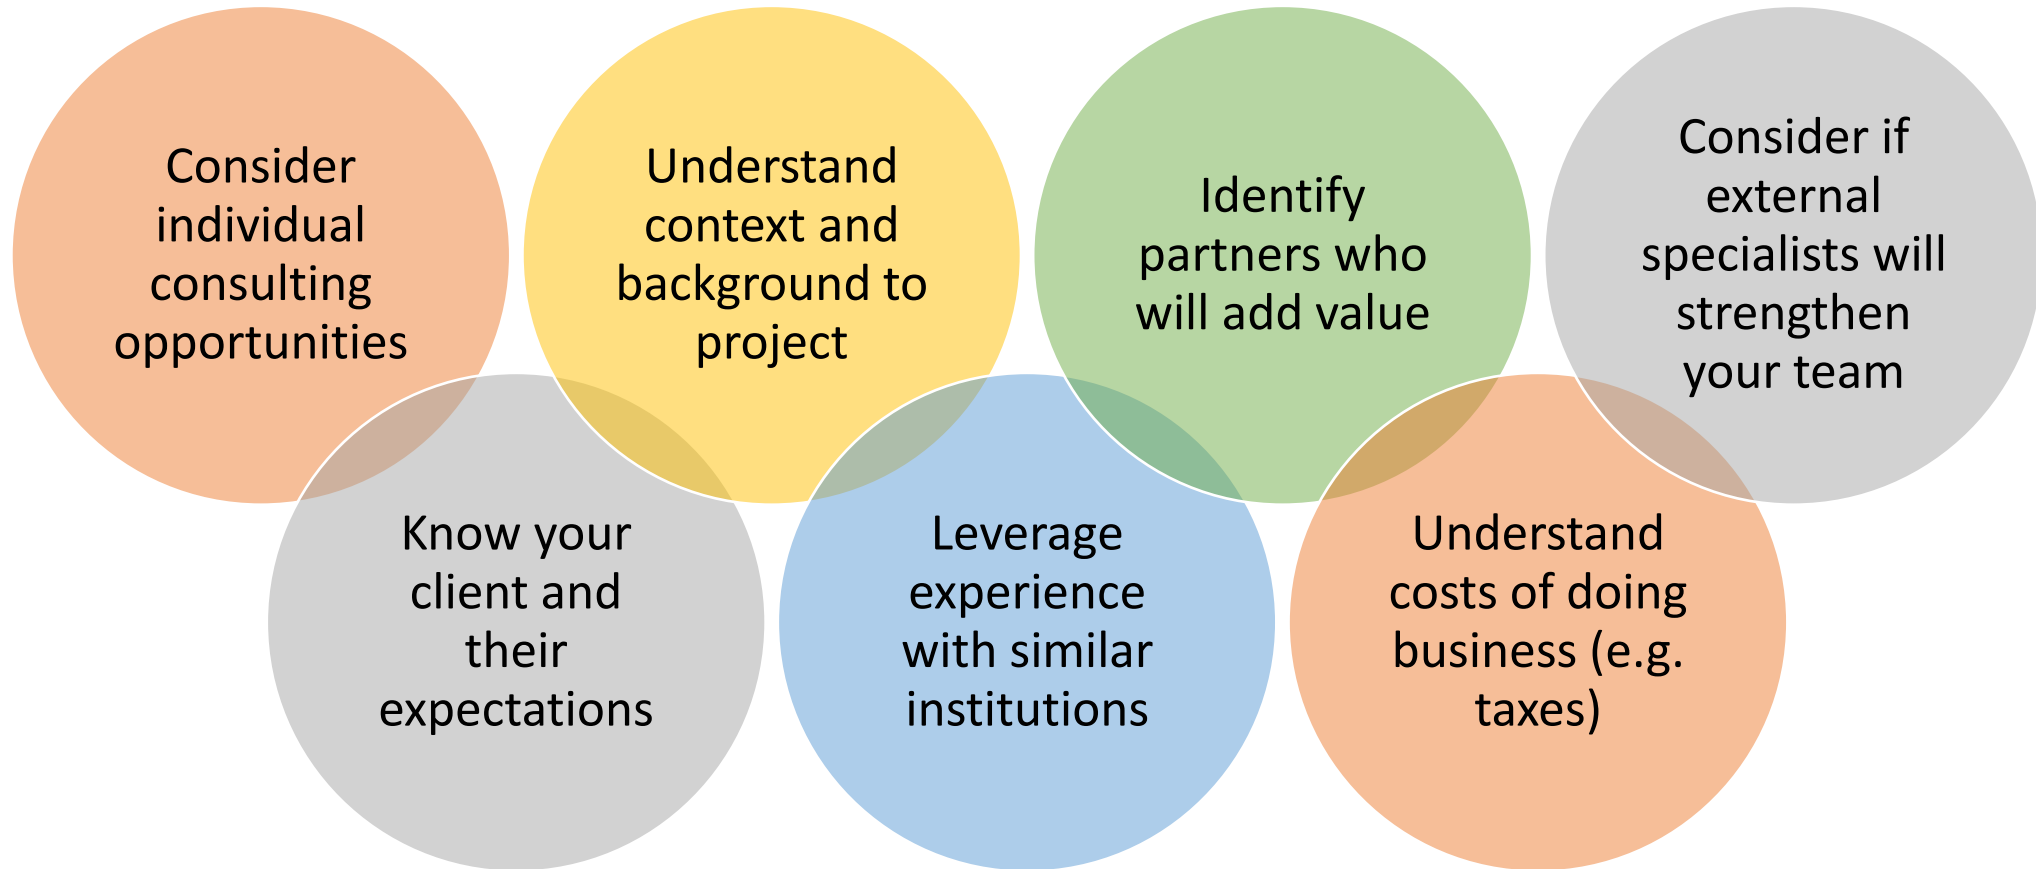 Consider
individual
consulting
opportunities
Know your
client and
their
expectations
Understand
context and
background to
project
Leverage
experience
with similar
institutions
Identify
partners who
will add value
Understand
costs of doing
business (e.g.
taxes)
Consider if
external
specialists will
strengthen
your team